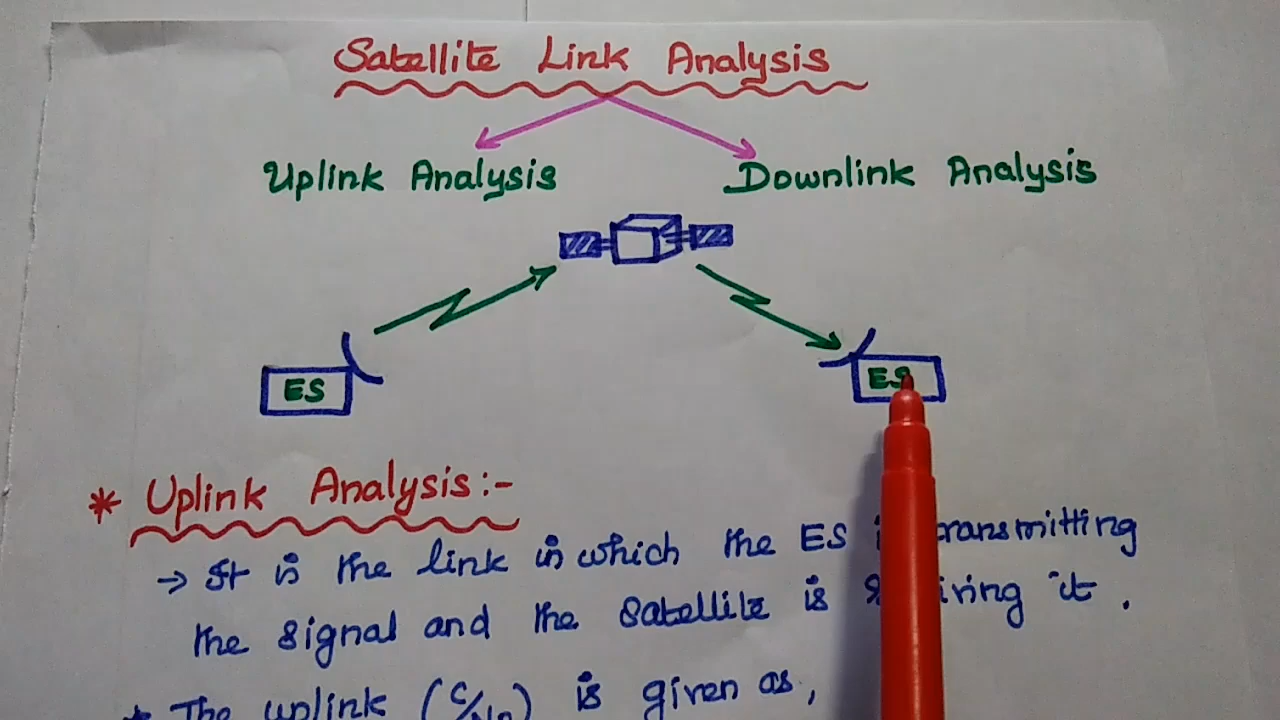 Satellite Link Analysis
Uplink Analysis
Downlink Analysis
ES
ES
* Uplink Analysis:-
→ It is the link in which the ES transmitting
the signal and the satellite is it.
* The uplink (C/N0) is given as,